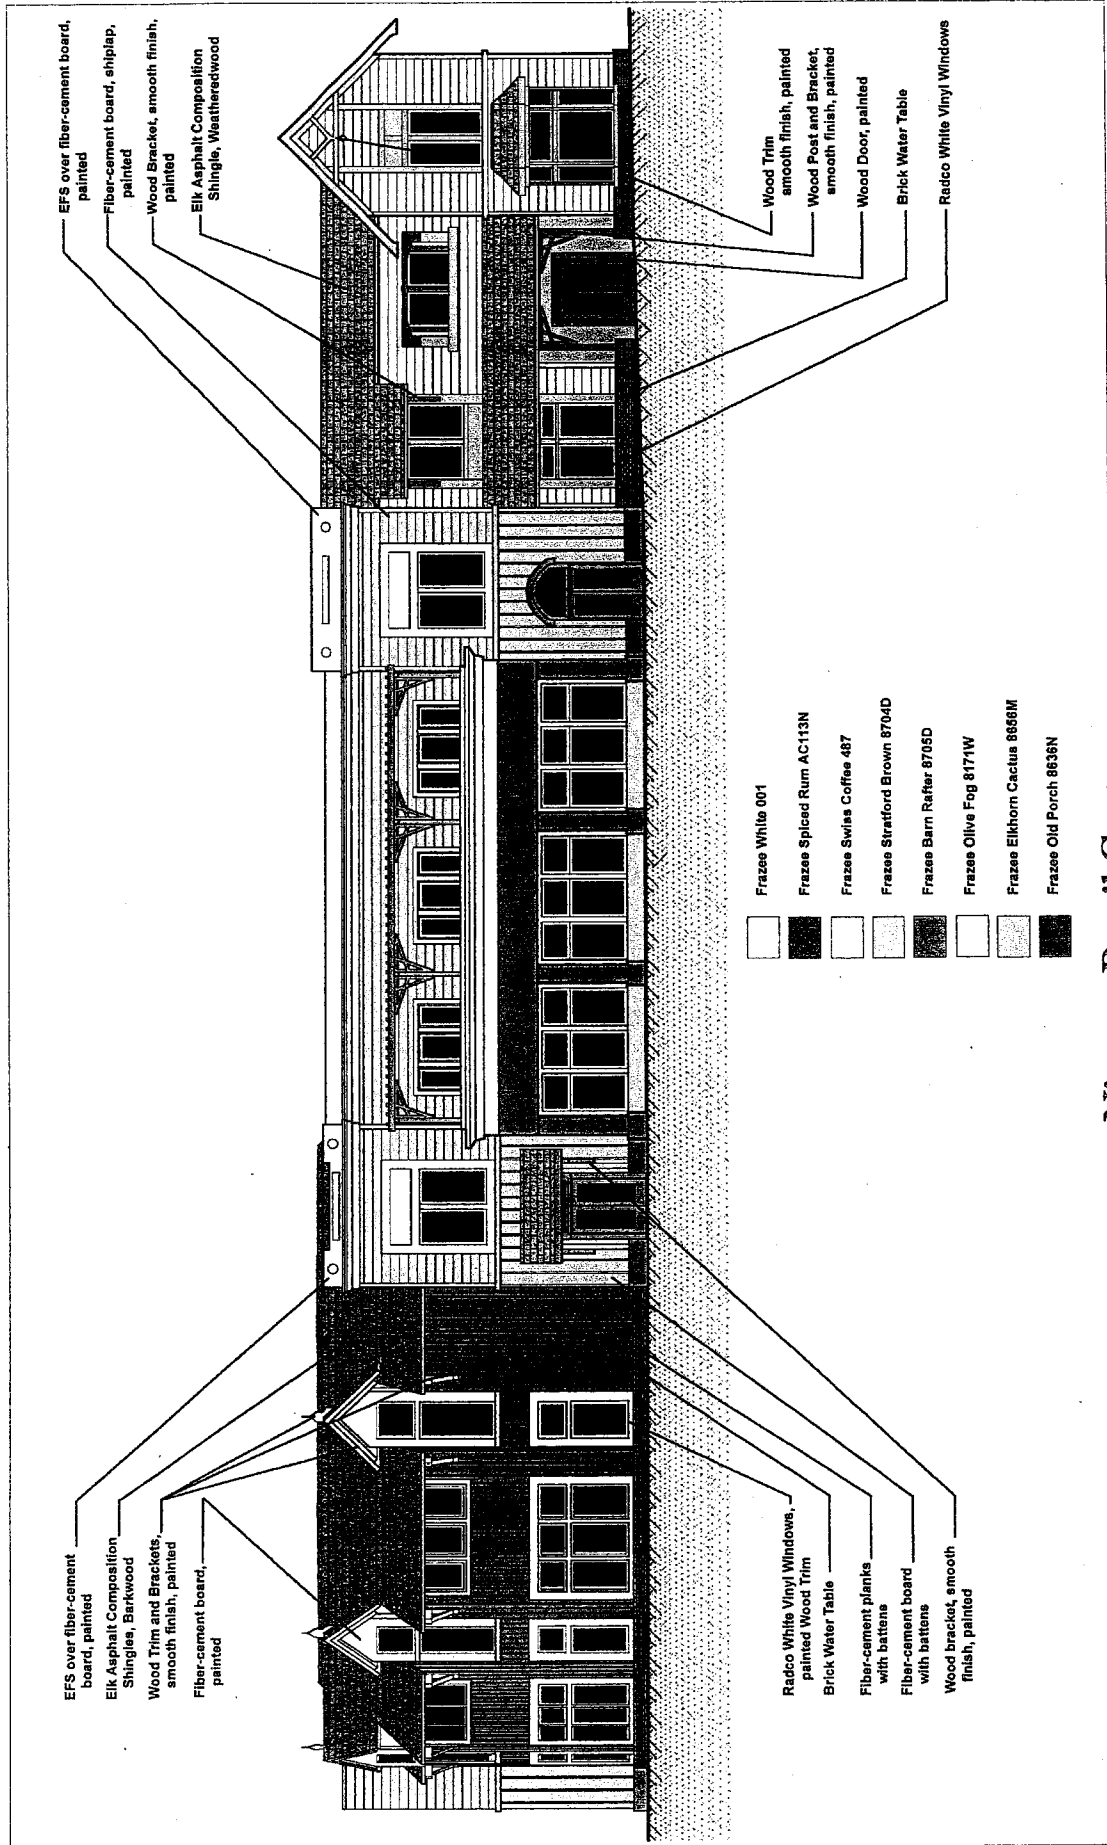 EFS over fiber-cement
board, painted
Elk Asphalt Composition
Shingles, Barkwood
Wood Trim and Brackets,
smooth finish, painted
Fiber-cement board,
painted
EFS over fiber-cement board,
painted
Fiber-cement board, shiplap,
painted
Wood Bracket, smooth finish,
painted
Elk Asphalt Composition
Shingle, Weatheredwood
Radco White Vinyl Windows,
painted Wood Trim
Brick Water Table
Fiber-cement planks
with battens
Fiber-cement board
with battens
Wood bracket, smooth
finish, painted
Frazee White 001
Frazee Spiced Rum AC113N
Frazee Swiss Coffee 487
Frazee Stratford Brown 8704D
Frazee Barn Rafter 8705D
Frazee Olive Fog 8171W
Frazee Elkhorn Cactus 8656M
Frazee Old Porch 8636N
Wood Trim
smooth finish, painted
Wood Post and Bracket,
smooth finish, painted
Wood Door, painted
Brick Water Table
Radco White Vinyl Windows